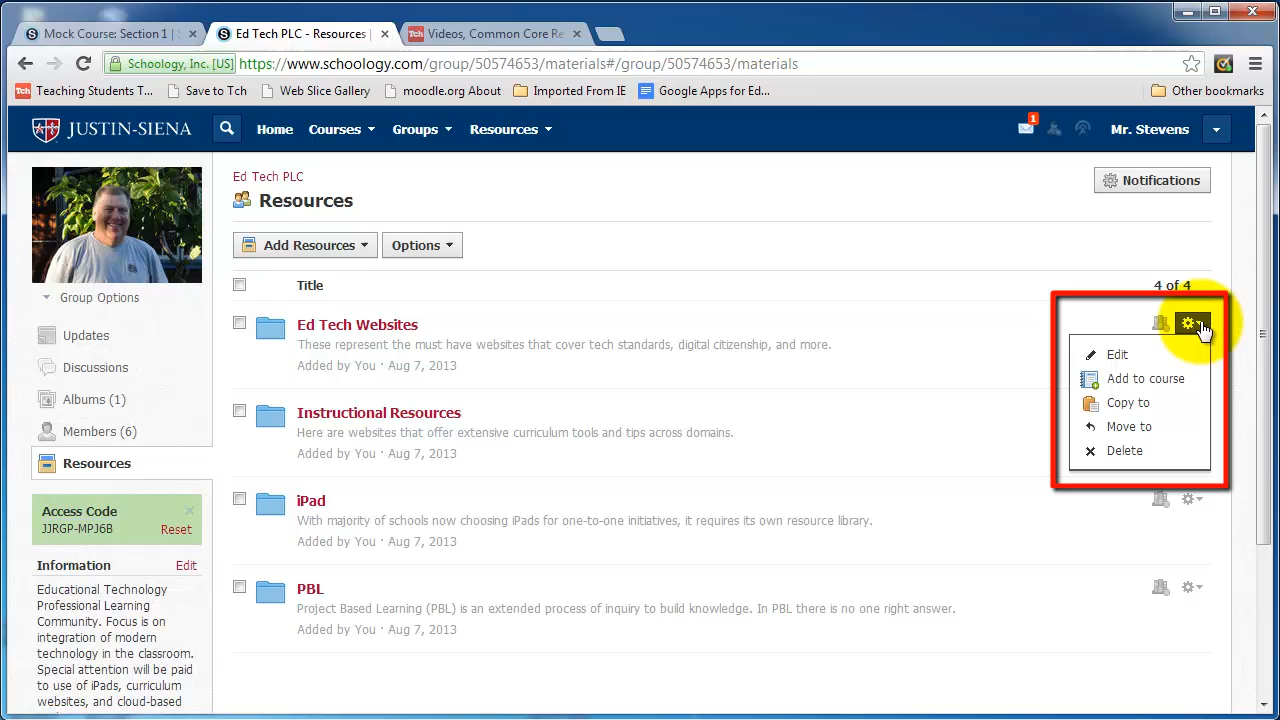 Mock Course: Section 1 | S
Ed Tech PLC - Resources |
Tch Videos, Common Core Re
Schoology, Inc. [US] https://www.schoology.com/group/50574653/materials#/group/50574653/materials
Tch Teaching Students T...
Save to Tch
Web Slice Gallery
moodle.org About
Imported From IE
Google Apps for Ed...
Other bookmarks
JUSTIN-SIENA
Home
Courses
Groups
Resources
1
Mr. Stevens
Ed Tech PLC
Resources
Notifications
Add Resources
Options
Title
4 of 4
Ed Tech Websites
These represent the must have websites that cover tech standards, digital citizenship, and more.
Added by You · Aug 7, 2013
Instructional Resources
Here are websites that offer extensive curriculum tools and tips across domains.
Added by You · Aug 7, 2013
iPad
With majority of schools now choosing iPads for one-to-one initiatives, it requires its own resource library.
Added by You · Aug 7, 2013
PBL
Project Based Learning (PBL) is an extended process of inquiry to build knowledge. In PBL there is no one right answer.
Added by You · Aug 7, 2013
Edit
Add to course
Copy to
Move to
Delete
Group Options
Updates
Discussions
Albums (1)
Members (6)
Resources
Access Code
JJRGP-MPJ6B
Reset
Information
Edit
Educational Technology
Professional Learning
Community. Focus is on
integration of modern
technology in the classroom.
Special attention will be paid
to use of iPads, curriculum
websites, and cloud-based